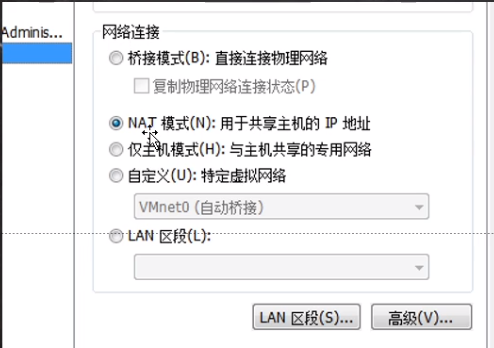 Adminis...
网络连接
桥接模式(B): 直接连接物理网络
复制物理网络连接状态(P)
NAT 模式(N): 用于共享主机的 IP 地址
仅主机模式(H): 与主机共享的专用网络
自定义(U): 特定虚拟网络
VMnet0 (自动桥接)
LAN 区段(L):
LAN 区段(S)...
高级(V)...